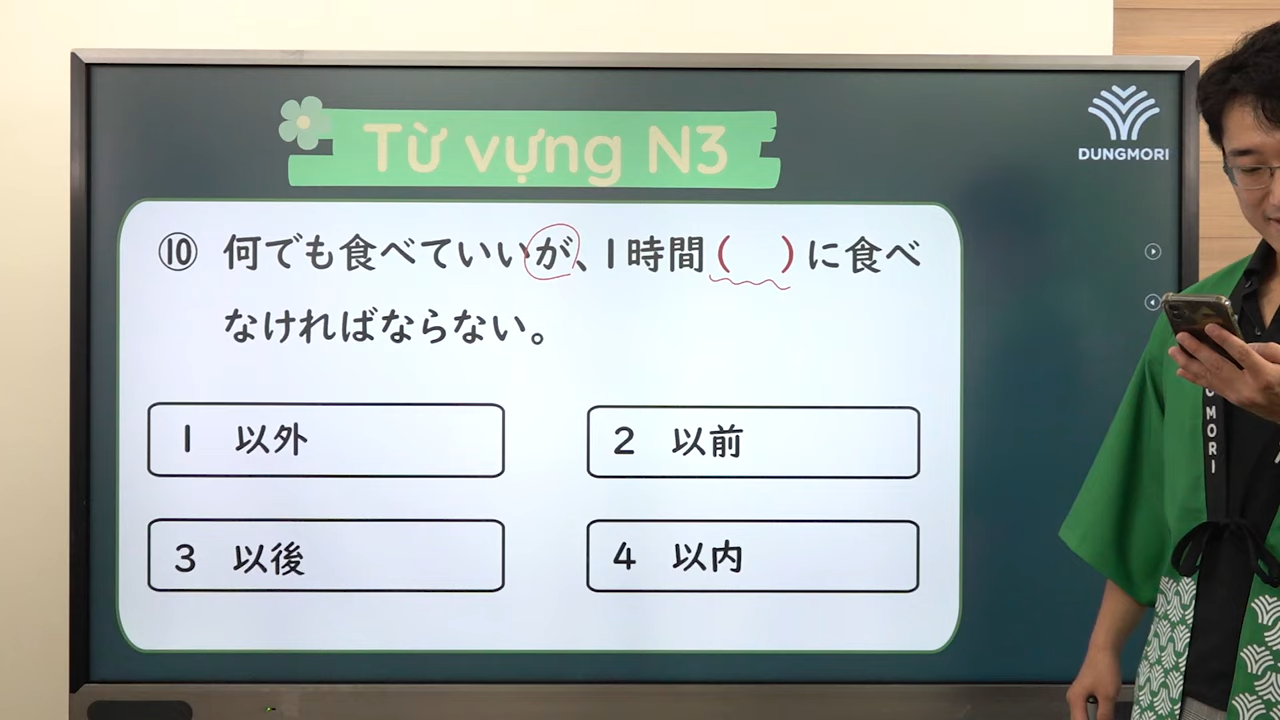 Từ vựng N3
DUNGMORI
⑩ 何でも食べていいが、1時間( )に食べ
なければならない。
1 以外
2 以前
3 以後
4 以内
MORI